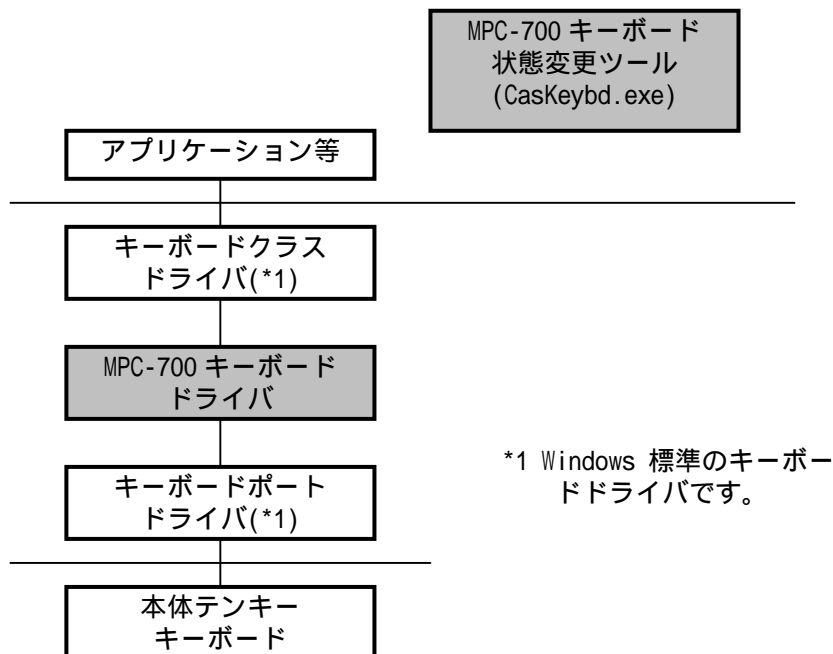 MPC-700 キーボード
状態変更ツール
(CasKeybd.exe)
アプリケーション等
キーボードクラス
ドライバ(*1)
MPC-700 キーボード
ドライバ
キーボードポート
ドライバ(*1)
*1 Windows 標準のキーボー
ドドライバです。
本体テンキー
キーボード